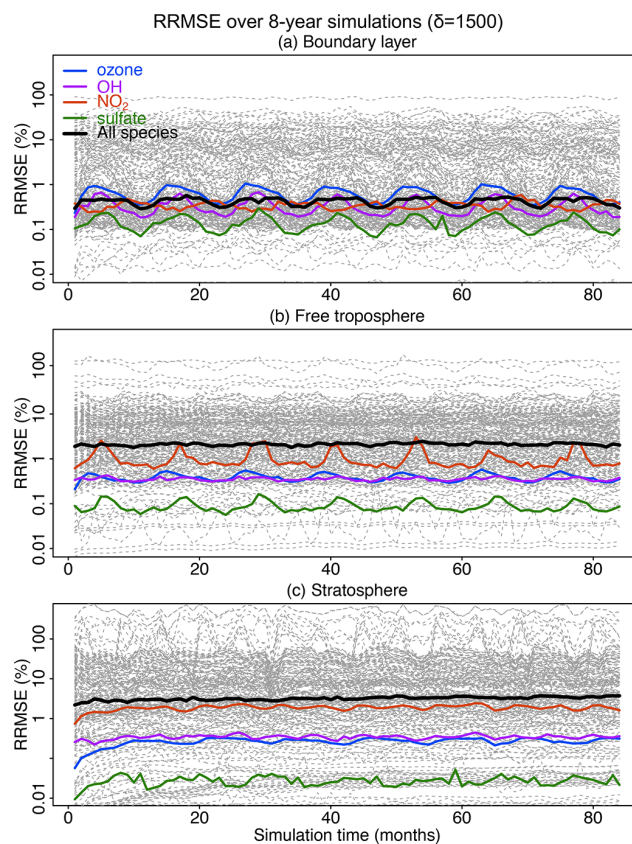 RRMSE over 8-year simulations (δ=1500)
(a) Boundary layer
ozone
OH
NO₂
sulfate
All species
RRMSE (%)
100
10
1
0.1
0.01
0 20 40 60 80
(b) Free troposphere
RRMSE (%)
100
10
1
0.1
0.01
0 20 40 60 80
(c) Stratosphere
RRMSE (%)
100
10
1
0.01
0 20 40 60 80
Simulation time (months)